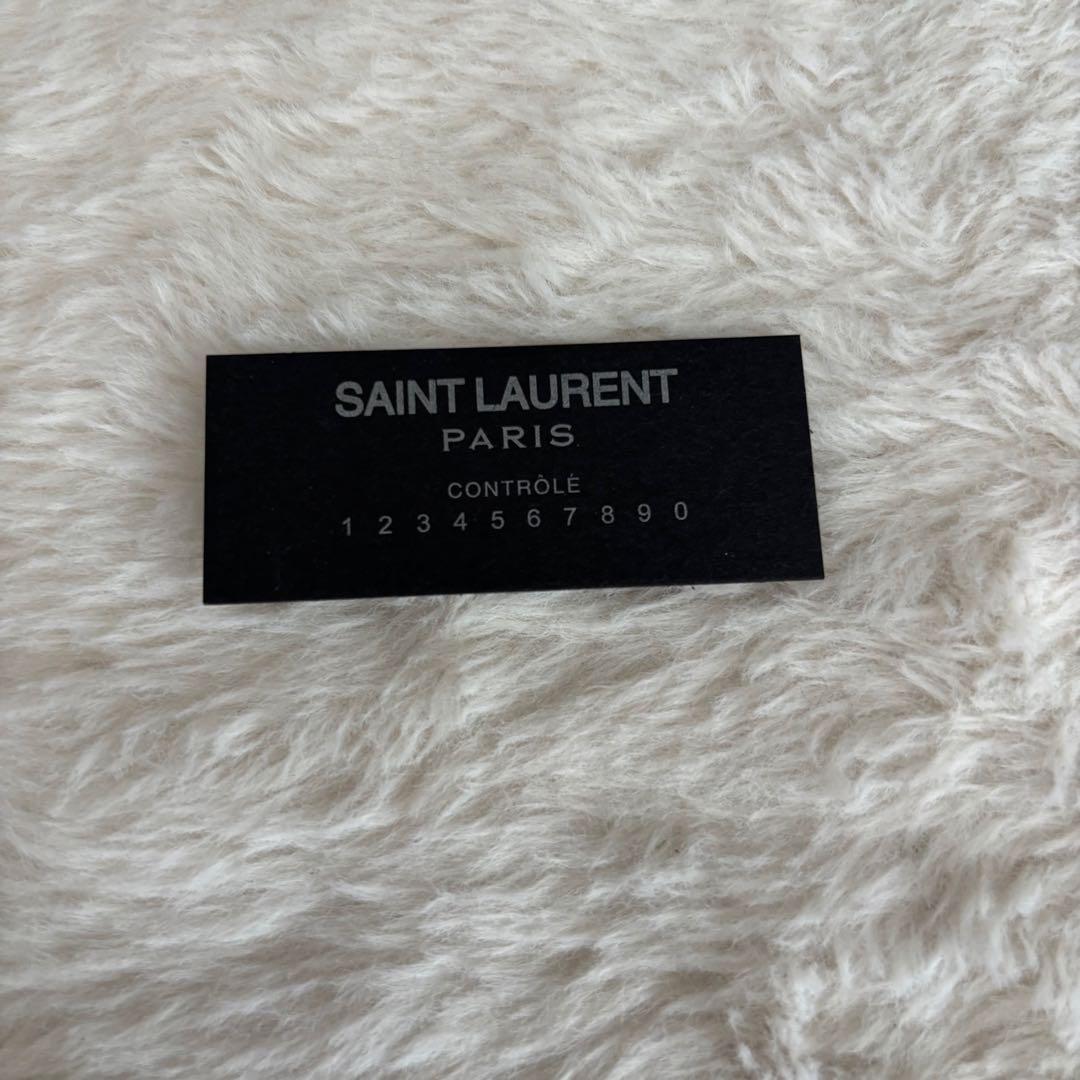 SAINT LAURENT
PARIS
CONTRÔLÉ
1 2 3 4 5 6 7 8 9 0